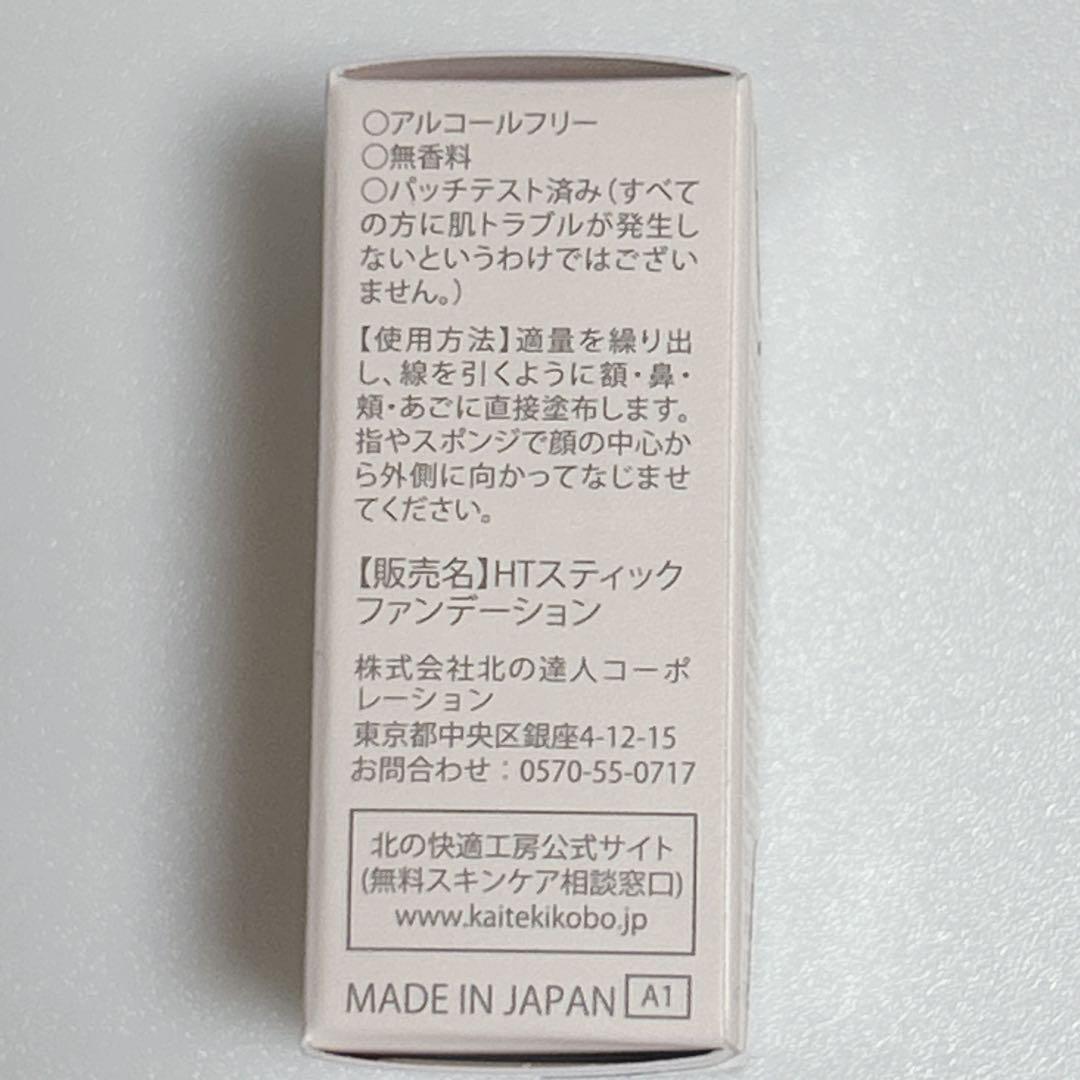 ○アルコールフリー
○無香料
○パッチテスト済み(すべて
の方に肌トラブルが発生し
ないというわけではござい
ません。)
【使用方法】適量を繰り出
し、線を引くように額・鼻・
頬・あごに直接塗布します。
指やスポンジで顔の中心か
ら外側に向かってなじませ
てください。
【販売名】HTスティック
ファンデーション
株式会社北の達人コーポ
レーション
東京都中央区銀座4-12-15
お問合わせ：0570-55-0717
北の快適工房公式サイト
(無料スキンケア相談窓口)
www.kaitekikobo.jp
MADE IN JAPAN A1